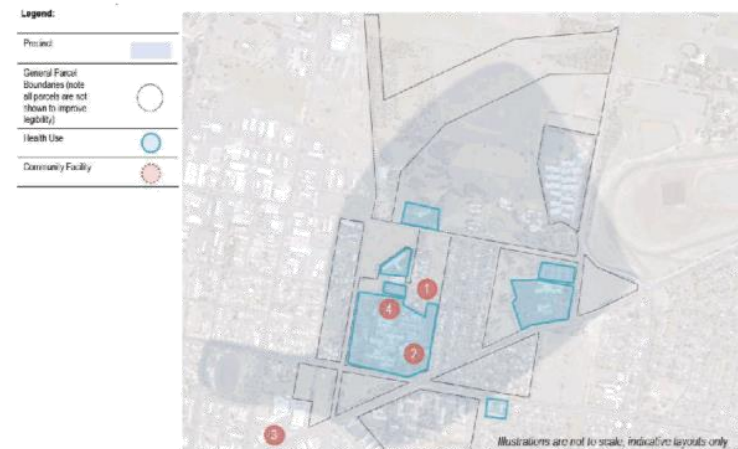 Legend:
Precinct
General Parcel
Boundaries (note
all parcels are not
shown to improve
legibility)
Health Use
Community Facility
1
4
2
3
Illustrations are not to scale, indicative layouts only